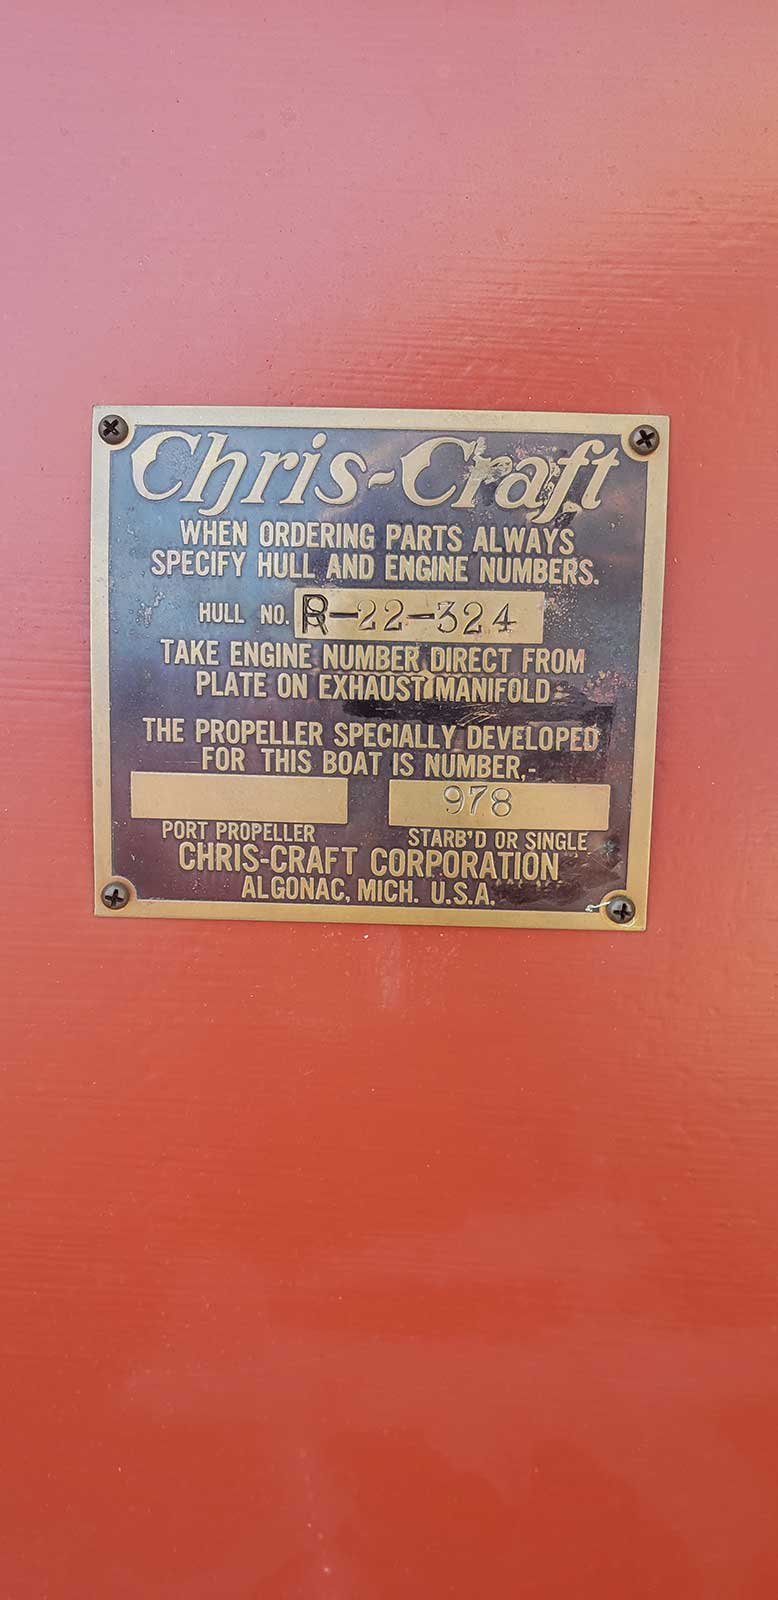 Chris-Craft
WHEN ORDERING PARTS ALWAYS
SPECIFY HULL AND ENGINE NUMBERS.
HULL NO. R-22-324
TAKE ENGINE NUMBER DIRECT FROM
PLATE ON EXHAUST MANIFOLD.
THE PROPELLER SPECIALLY DEVELOPED
FOR THIS BOAT IS NUMBER,-
978
PORT PROPELLER STARB'D OR SINGLE
CHRIS-CRAFT CORPORATION
ALGONAC, MICH. U.S.A.